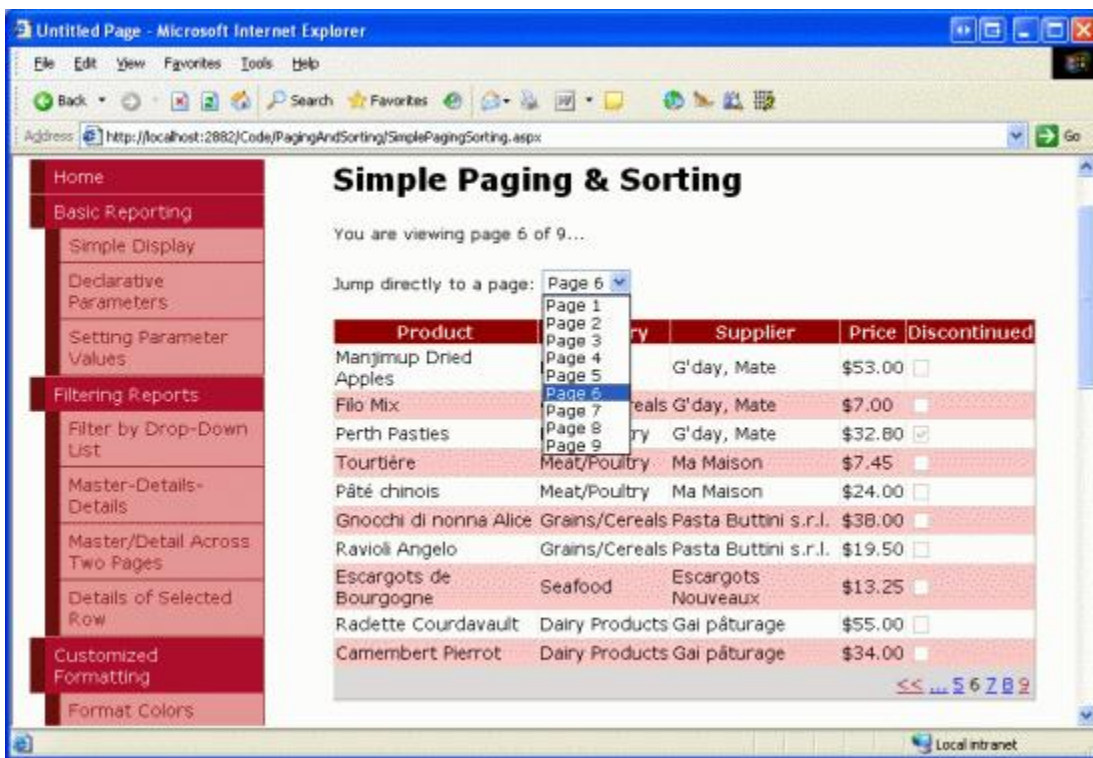 Untitled Page - Microsoft Internet Explorer
File Edit View Favorites Tools Help
Back Search Favorites
Address http://localhost:2882/Code/PagingAndSorting/SimplePagingSorting.aspx Go
Home
Basic Reporting
Simple Display
Declarative
Parameters
Setting Parameter
Values
Filtering Reports
Filter by Drop-Down
List
Master-Details-
Details
Master/Detail Across
Two Pages
Details of Selected
Row
Customized
Formatting
Format Colors
Simple Paging & Sorting
You are viewing page 6 of 9...
Jump directly to a page: Page 6
Page 1
Page 2
Page 3
Page 4
Page 5
Page 6
Page 7
Page 8
Page 9
Product ry Supplier Price Discontinued
Manjimup Dried
Apples
G'day, Mate $53.00
Filo Mix eals G'day, Mate $7.00
Perth Pasties ry G'day, Mate $32.80
Tourtière Meat/Poultry Ma Maison $7.45
Pâté chinois Meat/Poultry Ma Maison $24.00
Gnocchi di nonna Alice Grains/Cereals Pasta Buttini s.r.l. $38.00
Ravioli Angelo Grains/Cereals Pasta Buttini s.r.l. $19.50
Escargots de
Bourgogne
Seafood
Escargots
Nouveaux
$13.25
Radette Courdavault Dairy Products Gai pâturage $55.00
Camembert Pierrot Dairy Products Gai pâturage $34.00
<< ... 5 6 7 8 9
Local intranet